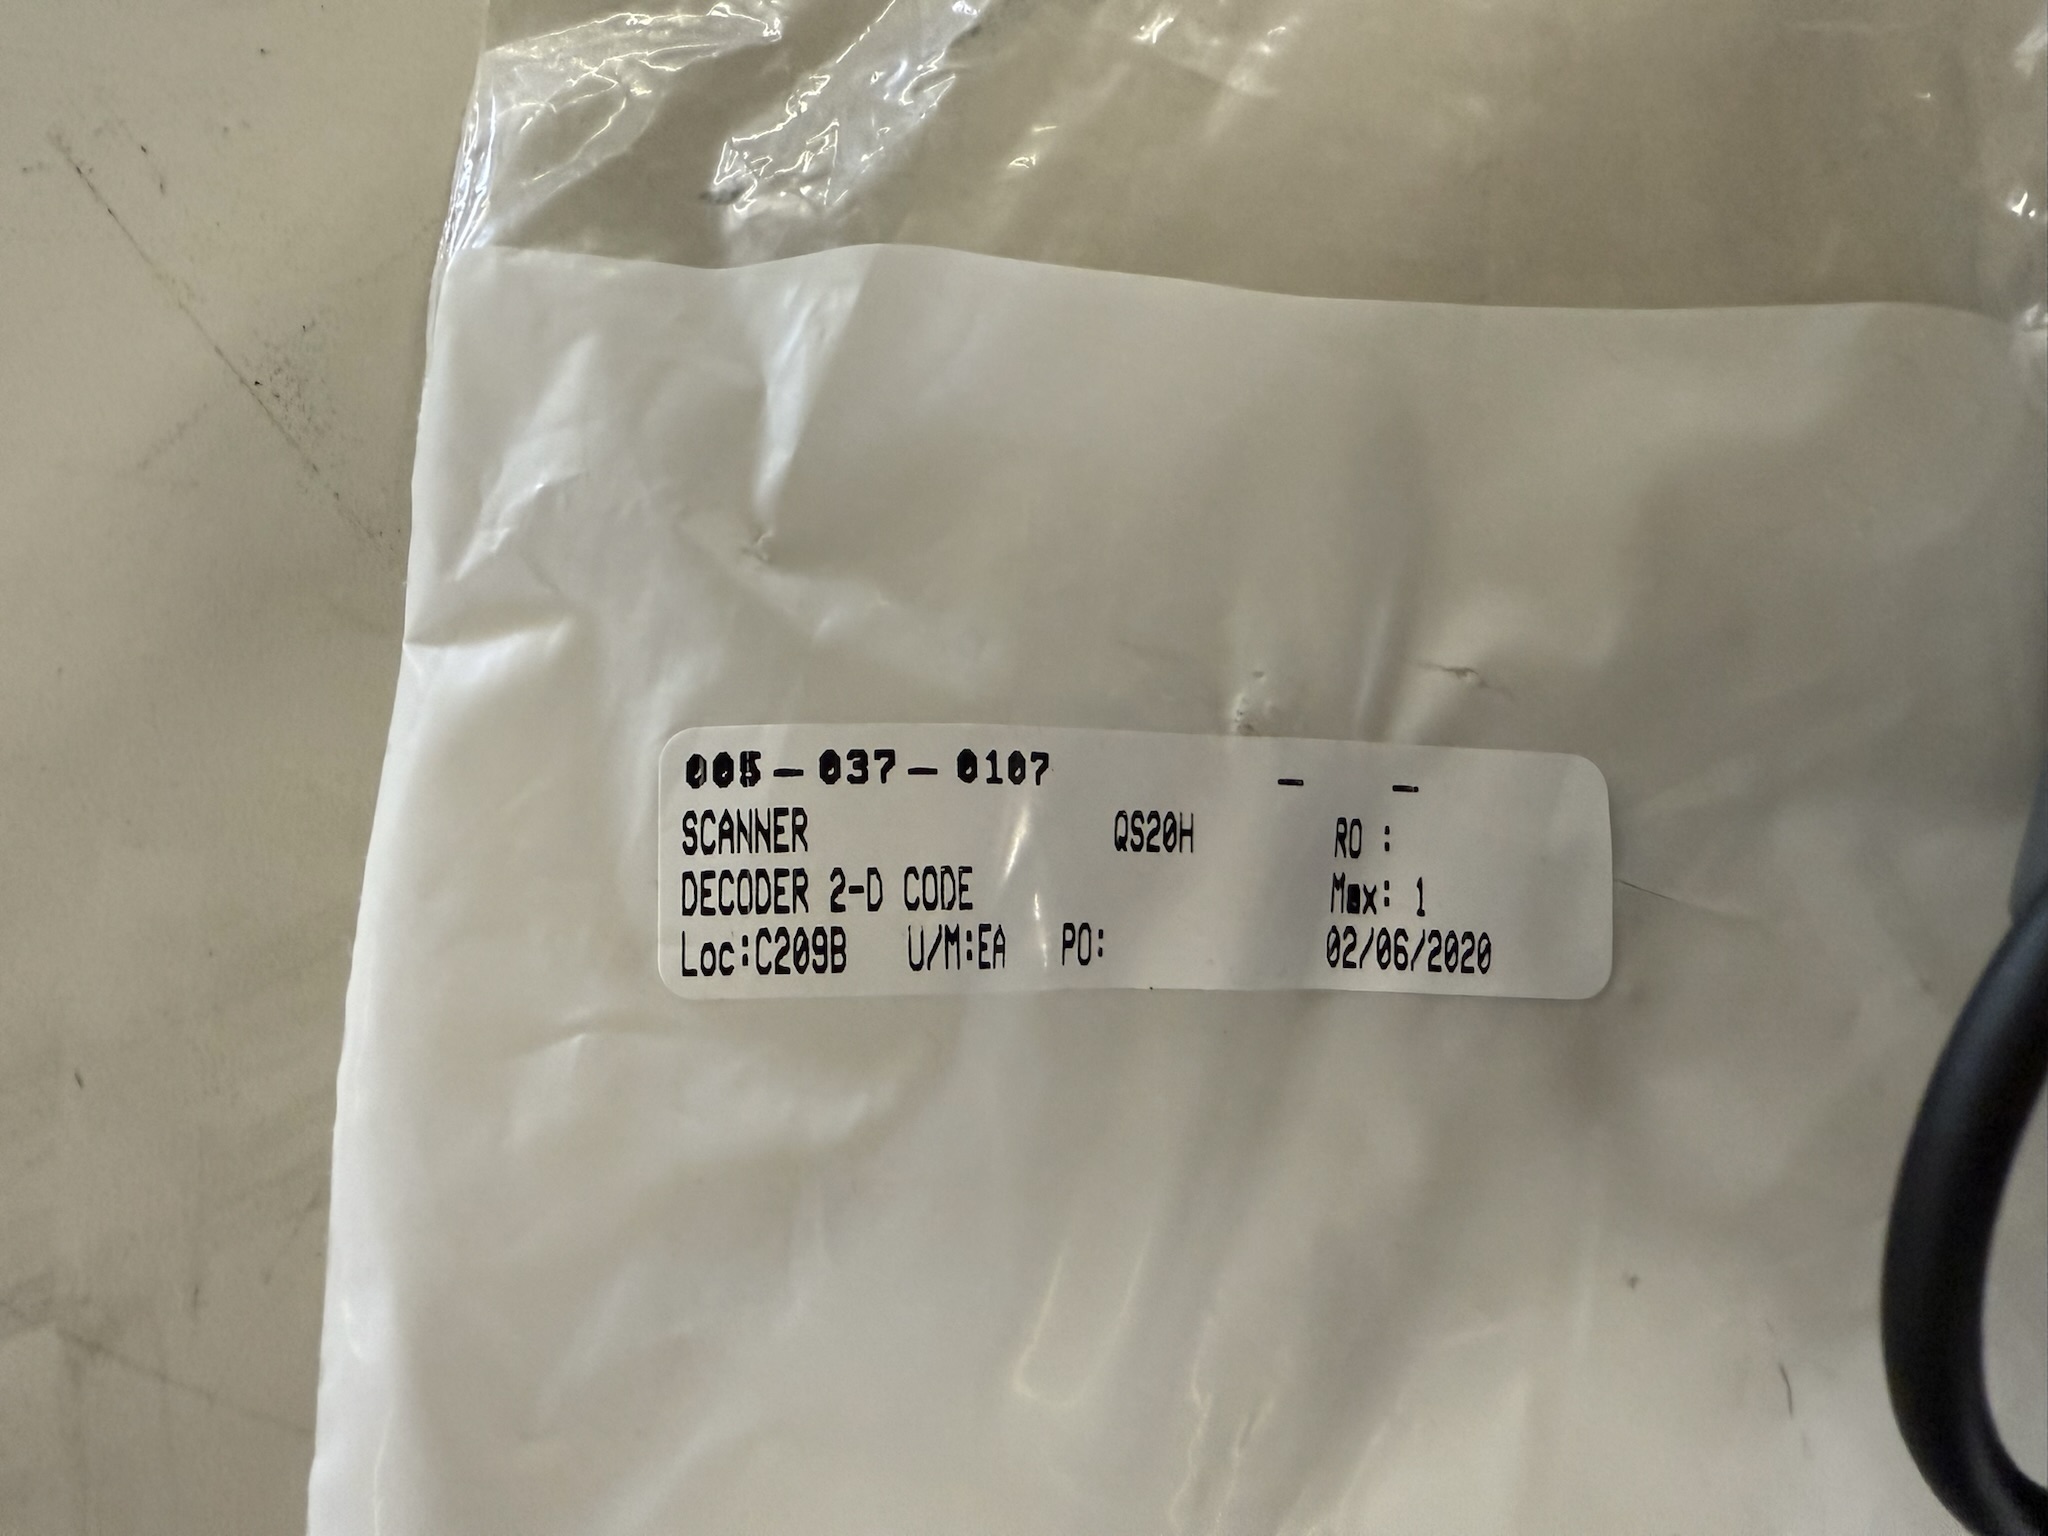 005-037-0107 - -
SCANNER QS20H RO :
DECODER 2-D CODE Max: 1
Loc:C209B U/M:EA PO: 02/06/2020